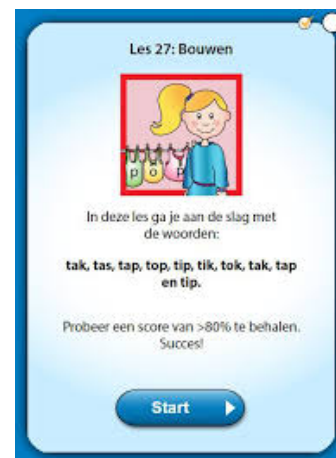 Les 27: Bouwen
p o p
In deze les ga je aan de slag met
de woorden:
tak, tas, tap, top, tip, tik, tok, tak, tap
en tip.
Probeer een score van >80% te behalen.
Succes!
Start